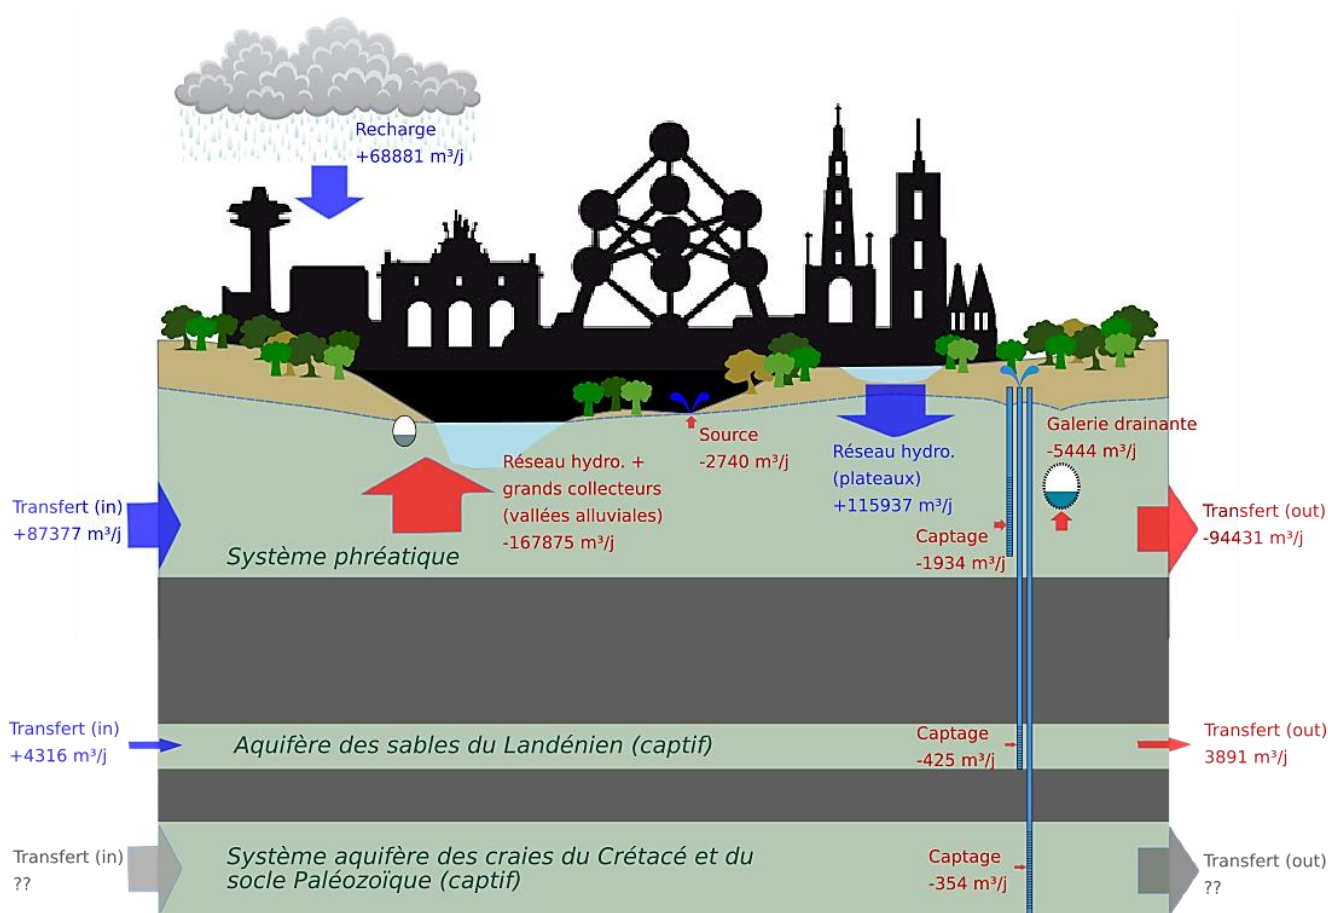 Recharge
+68881 m³/j
Source
-2740 m³/j
Réseau hydro. +
grands collecteurs
(vallées alluviales)
-167875 m³/j
Réseau hydro.
(plateaux)
+115937 m³/j
Galerie drainante
-5444 m³/j
Captage
-1934 m³/j
Transfert (in)
+87377 m³/j
Transfert (out)
-94431 m³/j
Système phréatique
Transfert (in)
+4316 m³/j
Aquifère des sables du Landénien (captif)
Captage
-425 m³/j
Transfert (out)
3891 m³/j
Transfert (in)
??
Système aquifère des craies du Crétacé et du
socle Paléozoïque (captif)
Captage
-354 m³/j
Transfert (out)
??